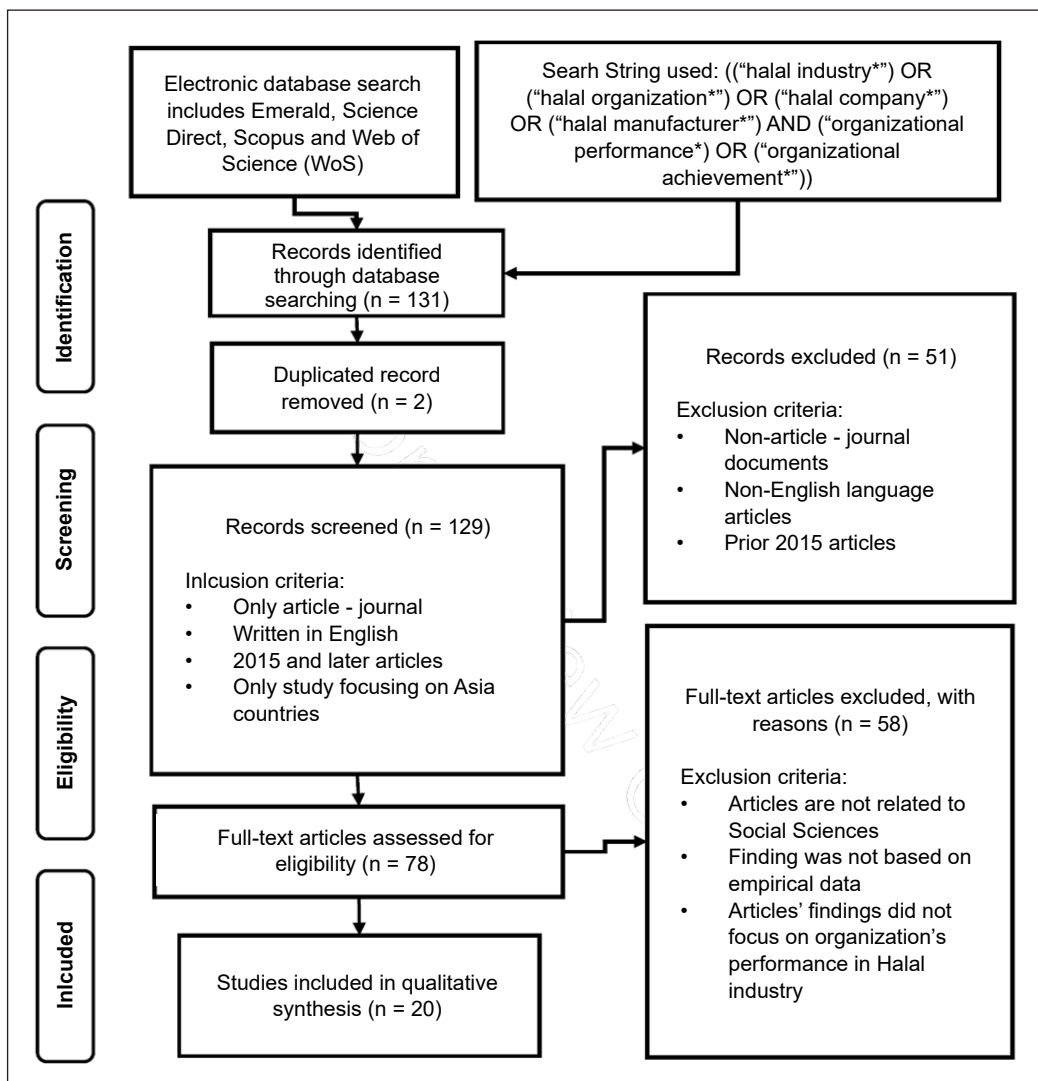 Electronic database search
includes Emerald, Science
Direct, Scopus and Web of
Science (WoS)
Searh String used: ((“halal industry*”) OR
(“halal organization*”) OR (“halal company*”)
OR (“halal manufacturer*”) AND (“organizational
performance*) OR (“organizational
achievement*”))
Identification
Records identified
through database
searching (n = 131)
Duplicated record
removed (n = 2)
Records excluded (n = 51)
Exclusion criteria:
• Non-article - journal
documents
• Non-English language
articles
• Prior 2015 articles
Screening
Records screened (n = 129)
Inlcusion criteria:
• Only article - journal
• Written in English
• 2015 and later articles
• Only study focusing on Asia
countries
Eligibility
Full-text articles assessed for
eligibility (n = 78)
Full-text articles excluded, with
reasons (n = 58)
Exclusion criteria:
• Articles are not related to
Social Sciences
• Finding was not based on
empirical data
• Articles’ findings did not
focus on organization’s
performance in Halal
industry
Inlcuded
Studies included in qualitative
synthesis (n = 20)